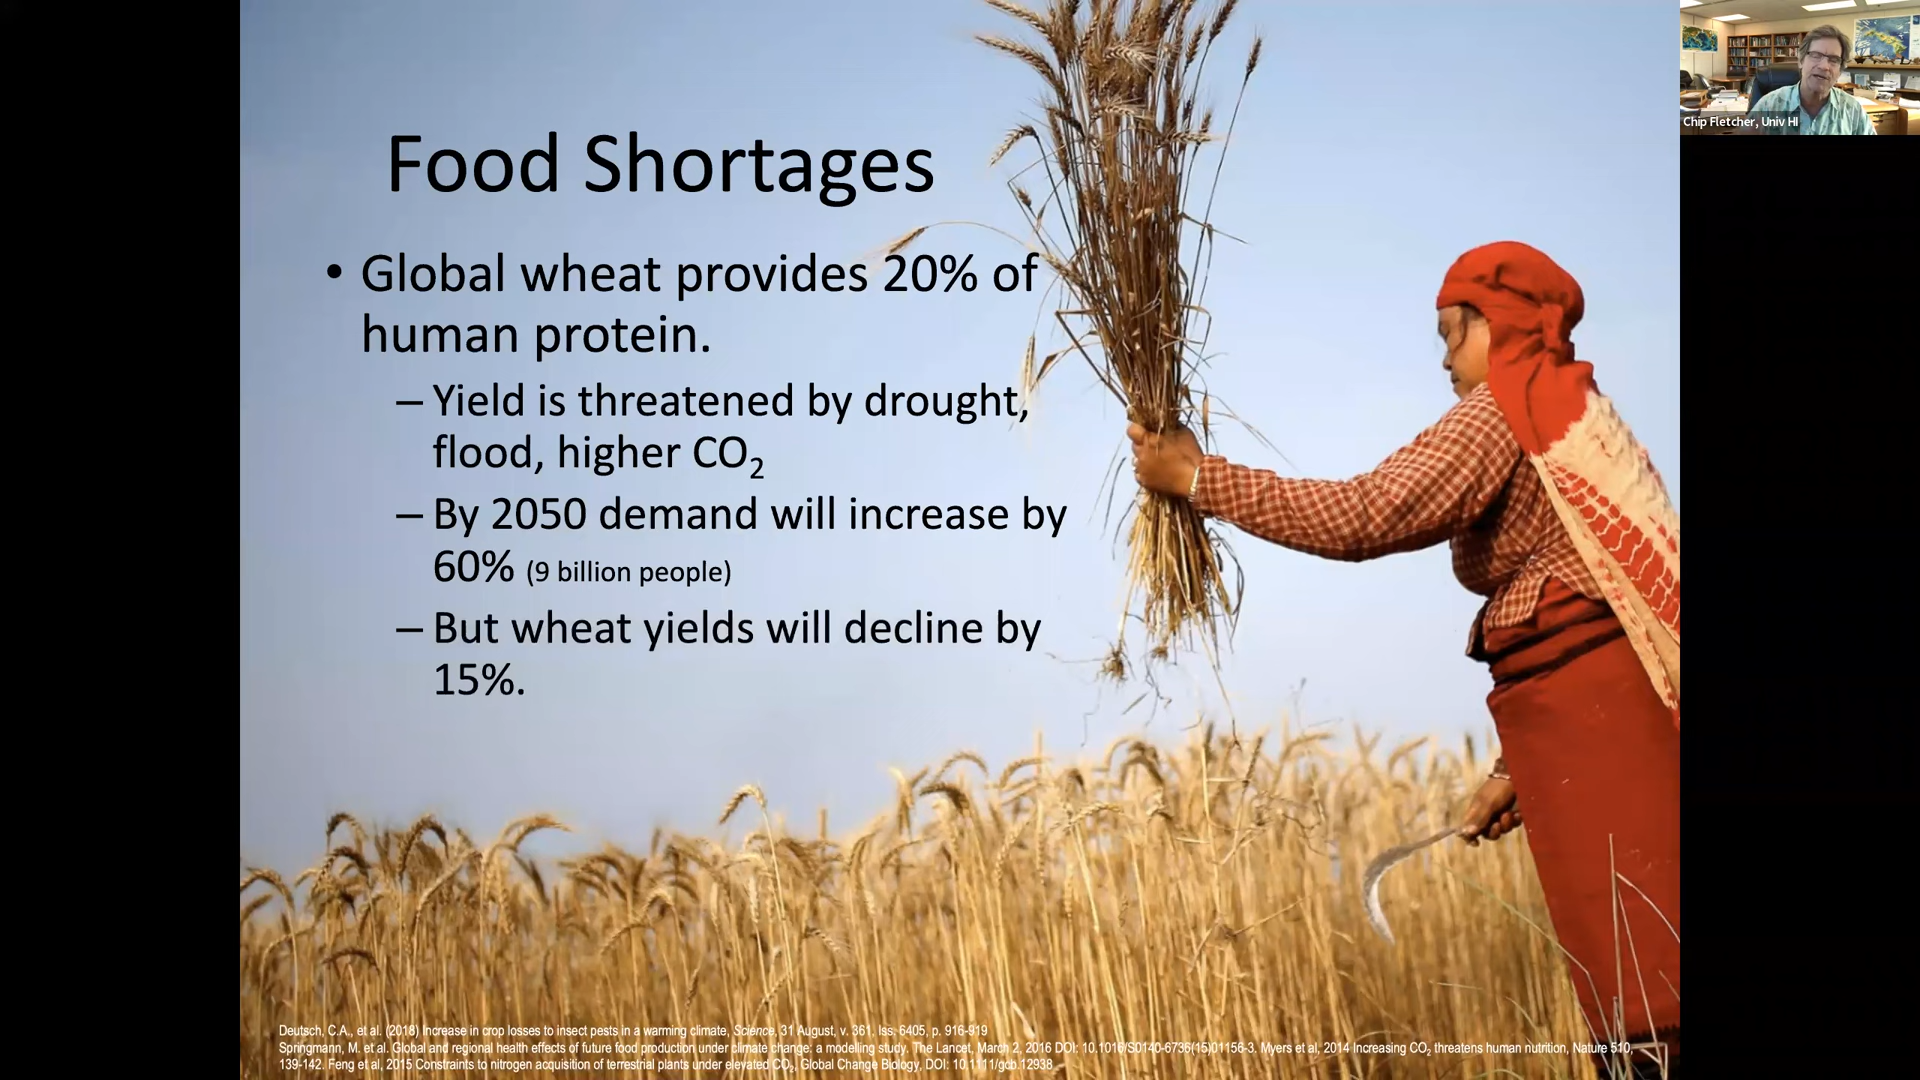 Chip Fletcher, Univ HI
Food Shortages
• Global wheat provides 20% of
human protein.
– Yield is threatened by drought,
flood, higher CO₂
– By 2050 demand will increase by
60% (9 billion people)
– But wheat yields will decline by
15%.
Deutsch, C.A., et al. (2018) Increase in crop losses to insect pests in a warming climate, Science, 31 August, v. 361, Iss. 6405, p. 916-919
Springmann, M. et al. Global and regional health effects of future food production under climate change: a modelling study. The Lancet, March 2, 2016 DOI: 10.1016/S0140-6736(15)01156-3. Myers et al, 2014 Increasing CO₂ threatens human nutrition, Nature 510,
139-142. Feng et al, 2015 Constraints to nitrogen acquisition of terrestrial plants under elevated CO₂, Global Change Biology, DOI: 10.1111/gcb.12938